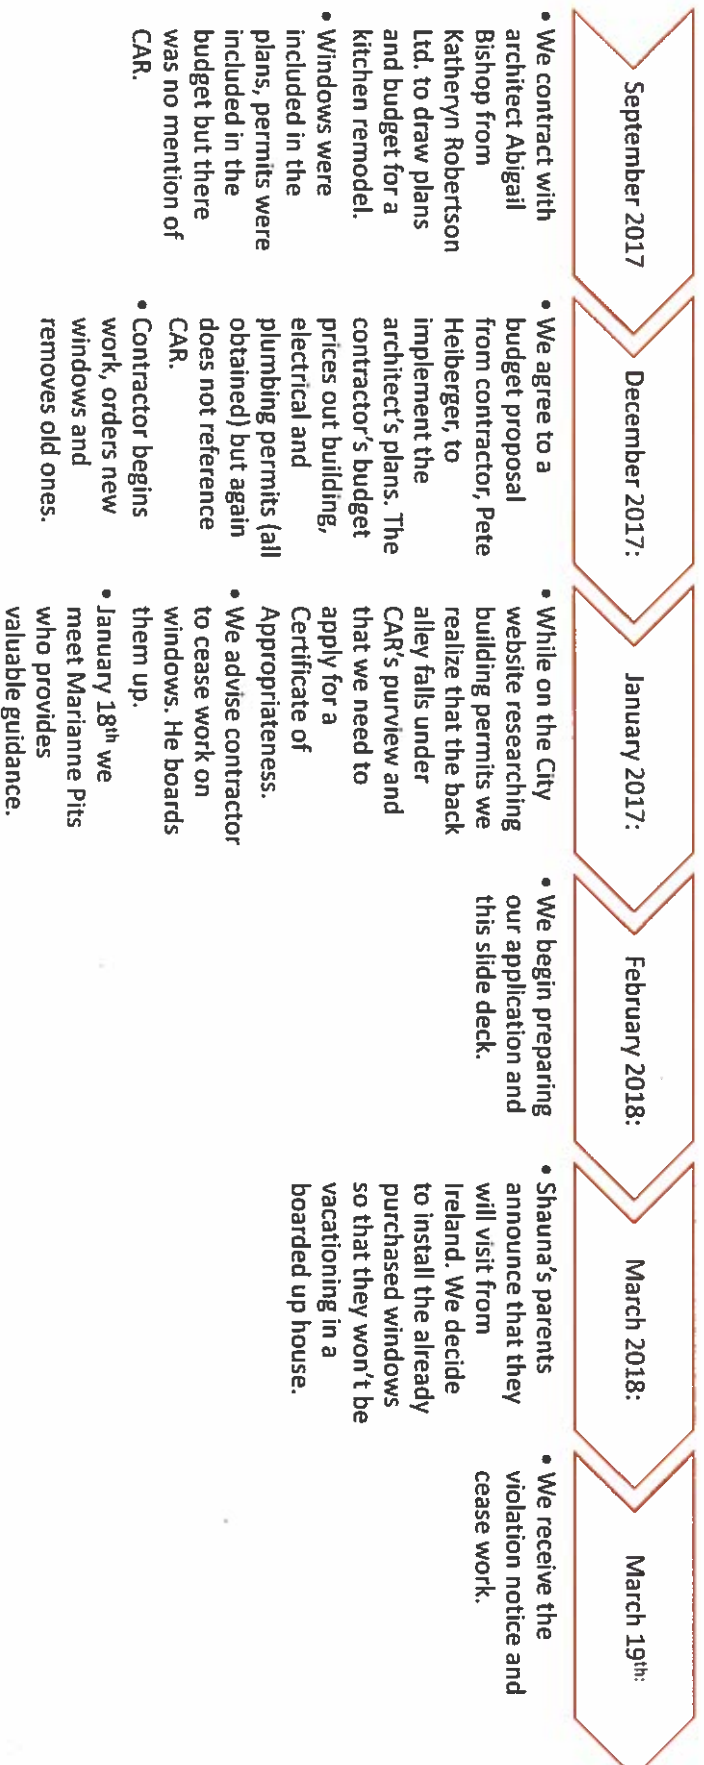 September 2017
• We contract with
architect Abigail
Bishop from
Katheryn Robertson
Ltd. to draw plans
and budget for a
kitchen remodel.
• Windows were
included in the
plans, permits were
included in the
budget but there
was no mention of
CAR.
December 2017:
• We agree to a
budget proposal
from contractor, Pete
Heiberger, to
implement the
architect's plans. The
contractor's budget
prices out building,
electrical and
plumbing permits (all
obtained) but again
does not reference
CAR.
• Contractor begins
work, orders new
windows and
removes old ones.
January 2017:
• While on the City
website researching
building permits we
realize that the back
alley falls under
CAR's purview and
that we need to
apply for a
Certificate of
Appropriateness.
• We advise contractor
to cease work on
windows. He boards
them up.
• January 18th we
meet Marianne Pits
who provides
valuable guidance.
February 2018:
• We begin preparing
our application and
this slide deck.
March 2018:
• Shauna's parents
announce that they
will visit from
Ireland. We decide
to install the already
purchased windows
so that they won't be
vacationing in a
boarded up house.
March 19th:
• We receive the
violation notice and
cease work.